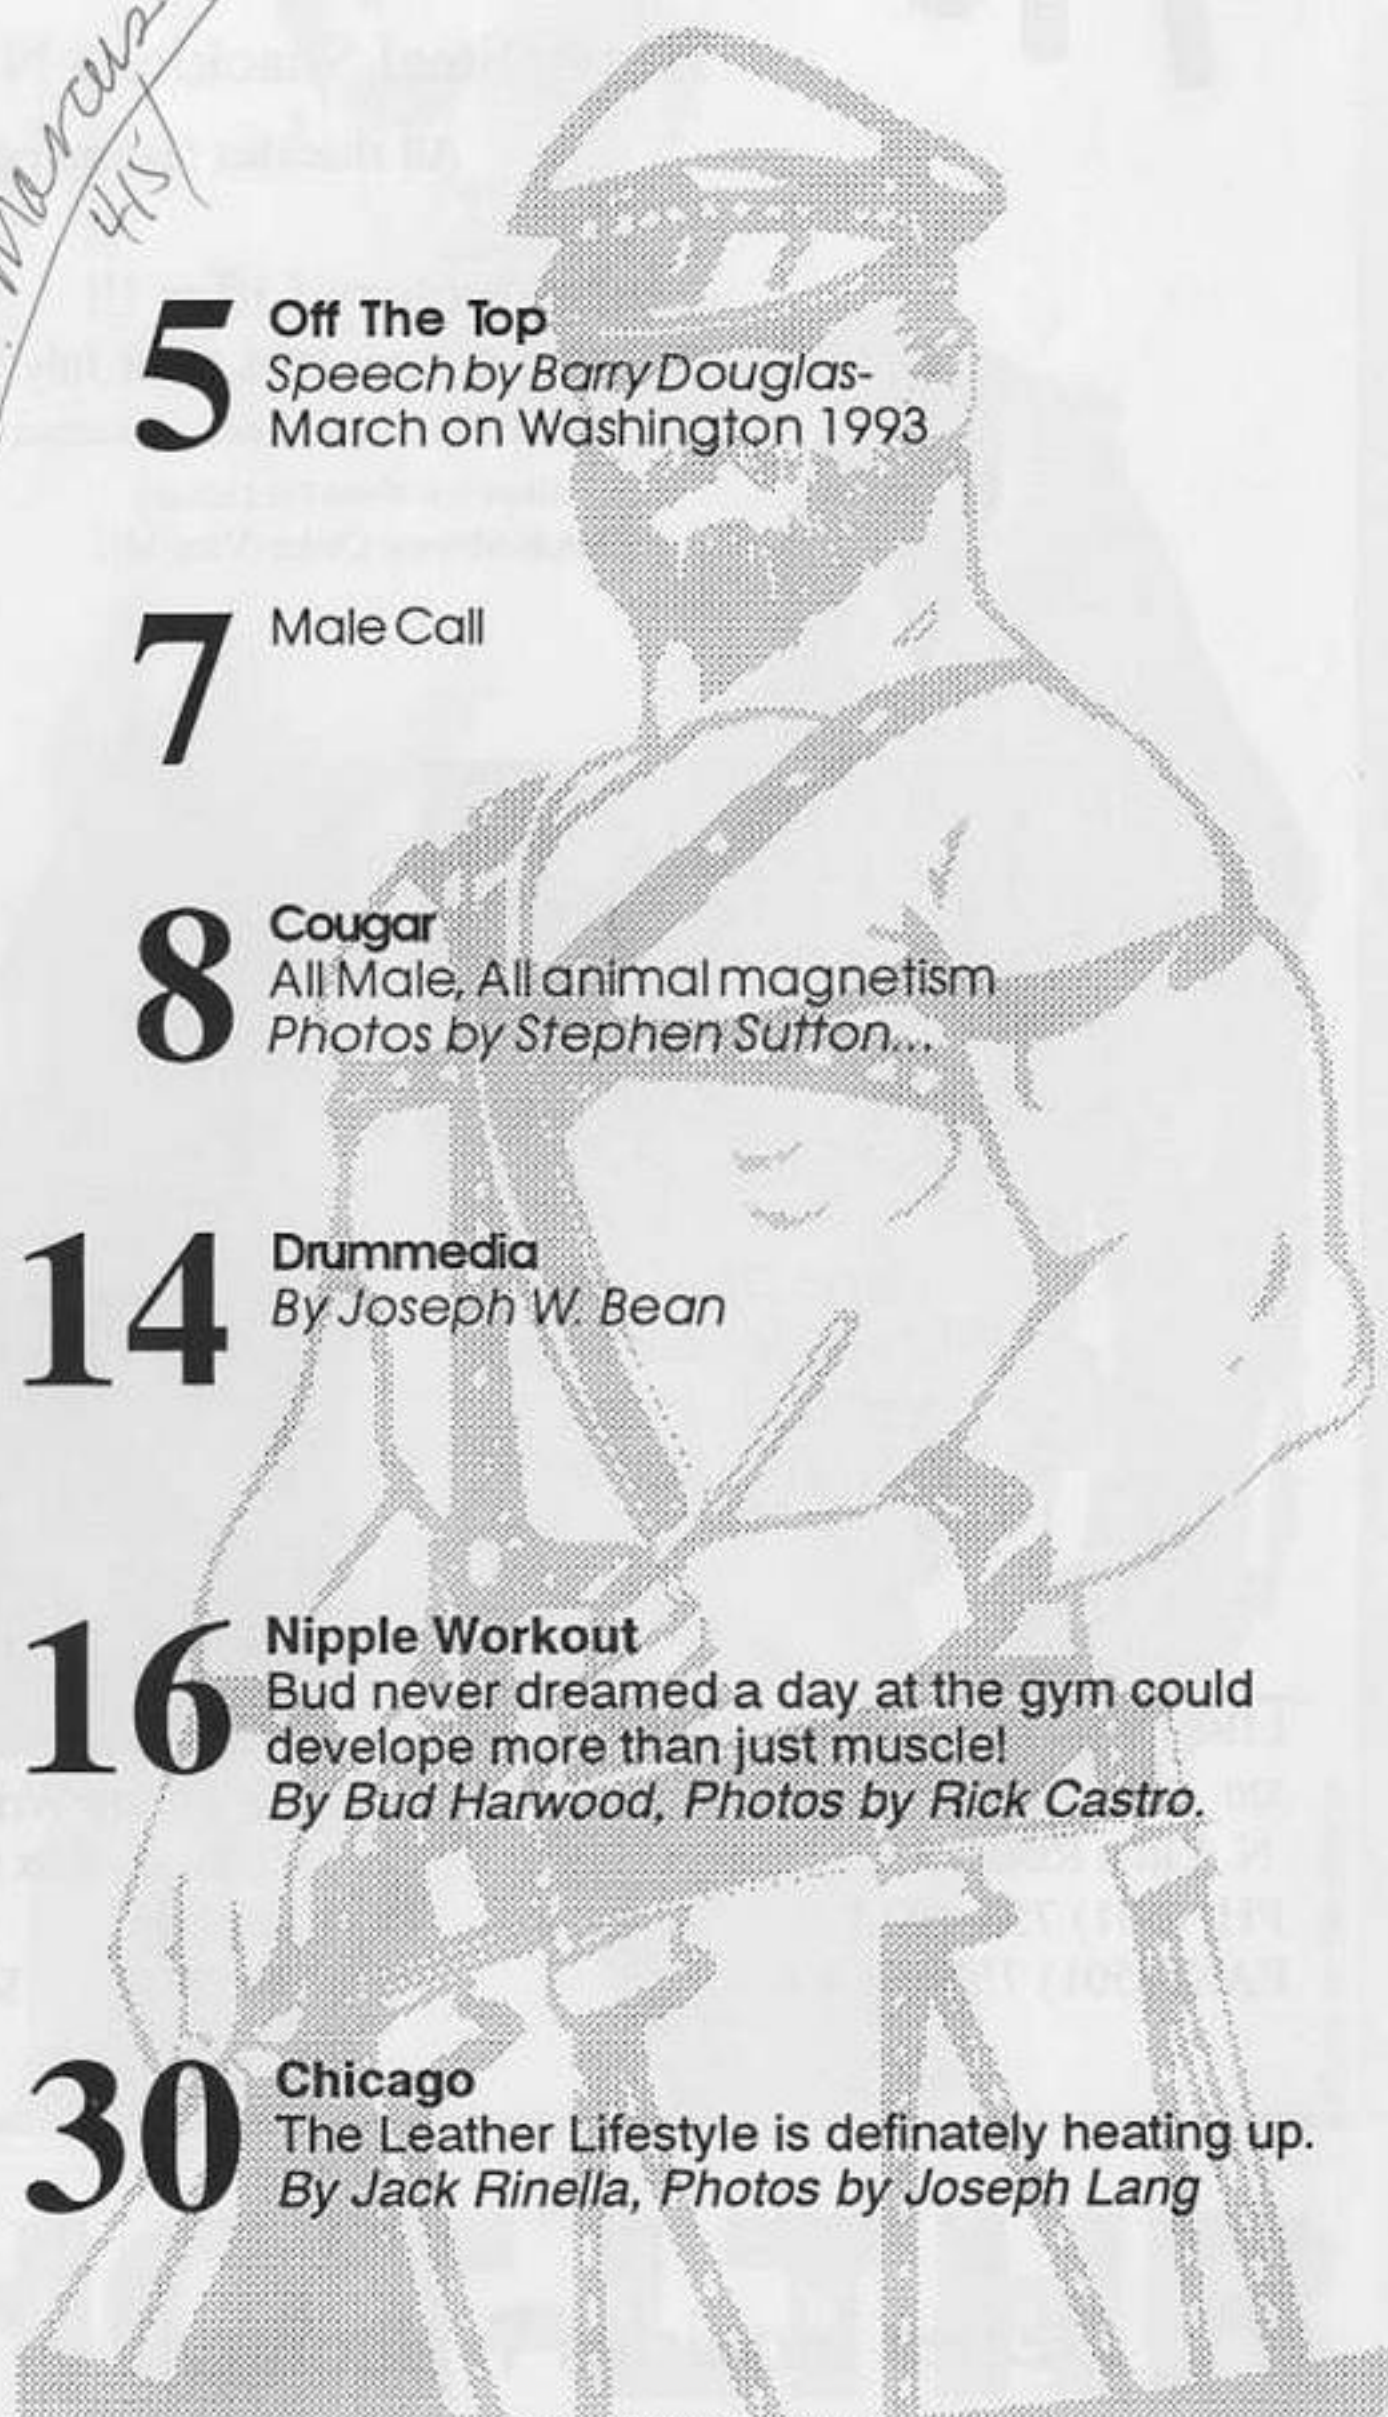 Marcus
415
5
Off The Top
Speech by Barry Douglas-
March on Washington 1993
7
Male Call
8
Cougar
All Male, All animal magnetism
Photos by Stephen Sutton...
14
Drummedia
By Joseph W. Bean
16
Nipple Workout
Bud never dreamed a day at the gym could
develope more than just muscle!
By Bud Harwood, Photos by Rick Castro.
30
Chicago
The Leather Lifestyle is definately heating up.
By Jack Rinella, Photos by Joseph Lang